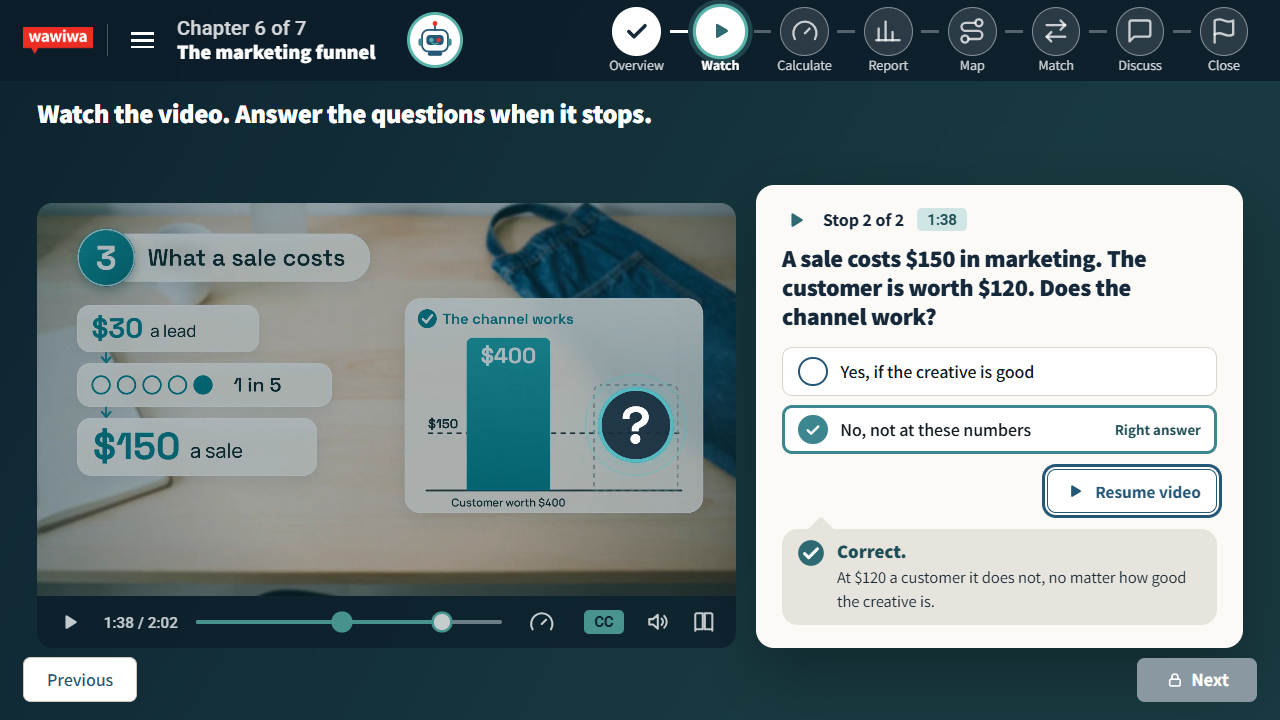 wawiwa
Chapter 6 of 7
The marketing funnel
Overview
Watch
Calculate
Report
Map
Match
Discuss
Close
Watch the video. Answer the questions when it stops.
3
What a sale costs
$30 a lead
1 in 5
$150 a sale
The channel works
$400
$150
?
Customer worth $400
1:38 / 2:02
CC
Stop 2 of 2
1:38
A sale costs $150 in marketing. The
customer is worth $120. Does the
channel work?
Yes, if the creative is good
No, not at these numbers
Right answer
Resume video
Correct.
At $120 a customer it does not, no matter how good
the creative is.
Previous
Next